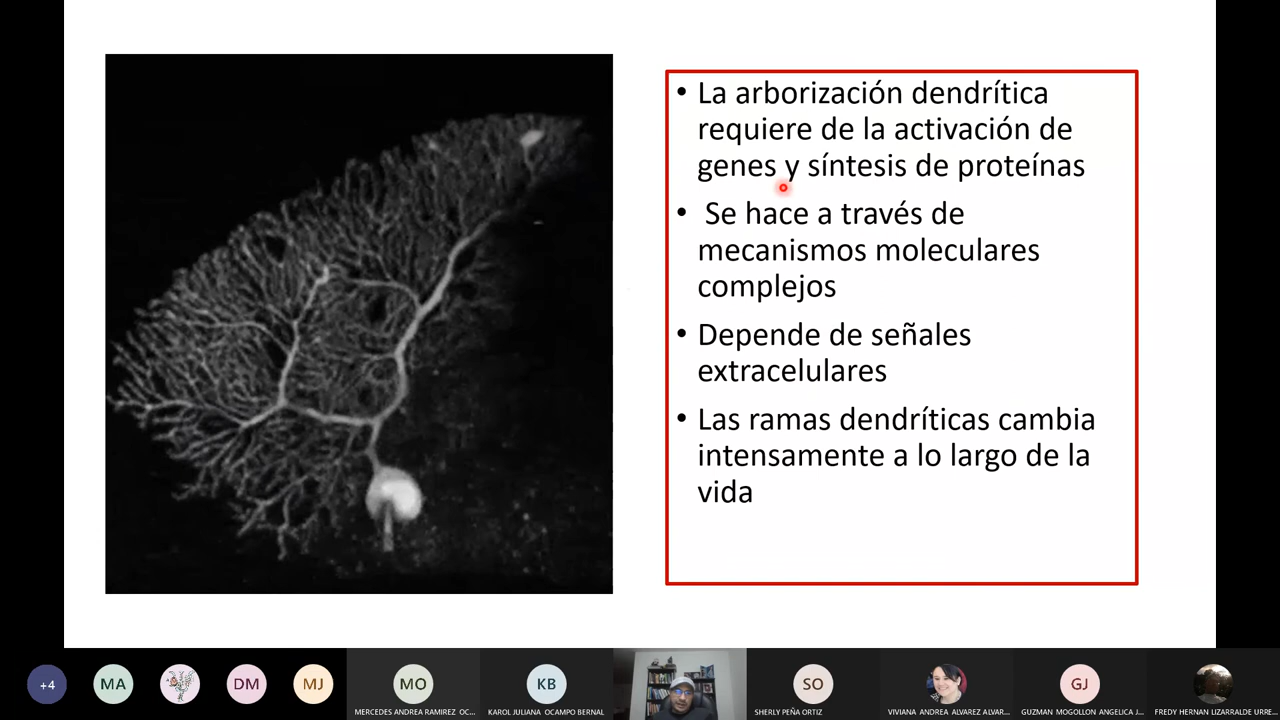 • La arborización dendrítica
requiere de la activación de
genes y síntesis de proteínas
• Se hace a través de
mecanismos moleculares
complejos
• Depende de señales
extracelulares
• Las ramas dendríticas cambia
intensamente a lo largo de la
vida
+4
MA
DM
MJ
MO
KB
SO
GJ
MERCEDES ANDREA RAMIREZ OC...
KAROL JULIANA OCAMPO BERNAL
SHERLY PEÑA ORTIZ
VIVIANA ANDREA ALVAREZ ALVAR...
GUZMAN MOGOLLON ANGELICA J...
FREDY HERNAN LIZARRALDE URRE...